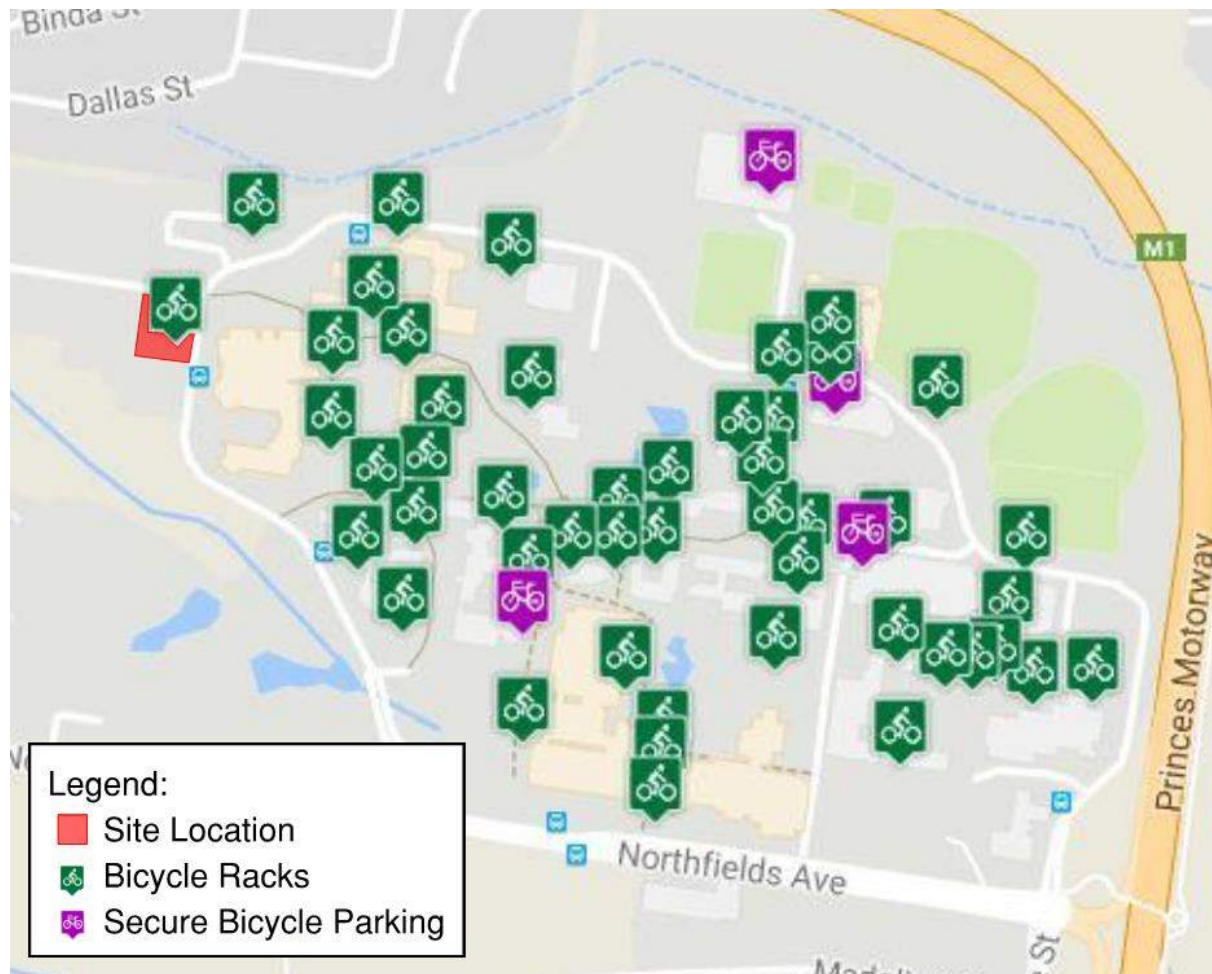 Binda St
Dallas St
M1
Princes Motorway
Legend:
Site Location
Bicycle Racks
Secure Bicycle Parking
Northfields Ave
St